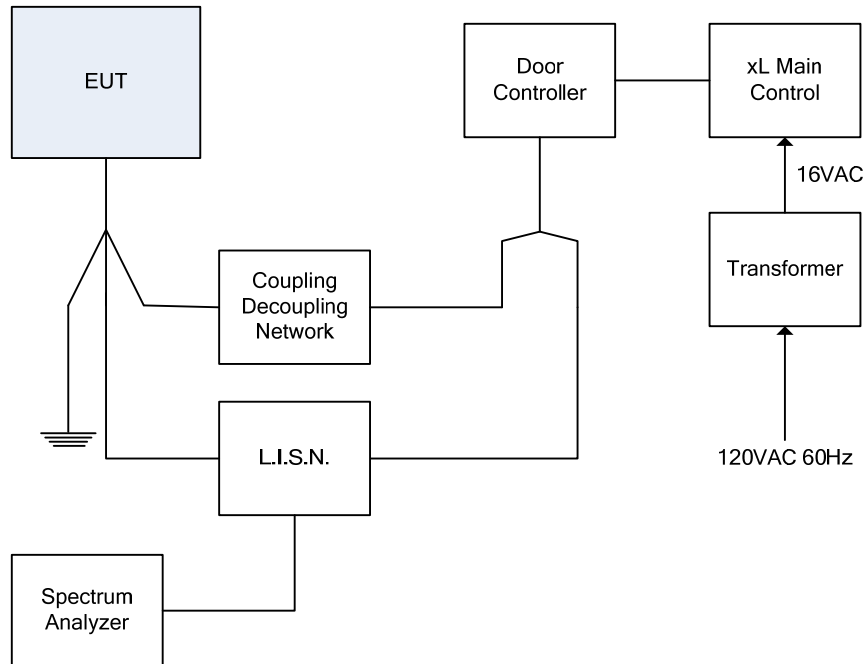 EUT
Door
Controller
xL Main
Control
16VAC
Transformer
Coupling
Decoupling
Network
120VAC 60Hz
L.I.S.N.
Spectrum
Analyzer